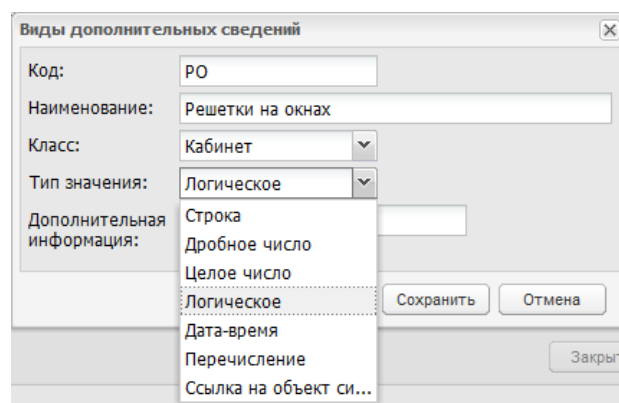 Виды дополнительных сведений
Код: РО
Наименование: Решетки на окнах
Класс: Кабинет
Тип значения: Логическое
Дополнительная
информация:
Строка
Дробное число
Целое число
Логическое
Дата-время
Перечисление
Ссылка на объект си...
Сохранить Отмена
Закры